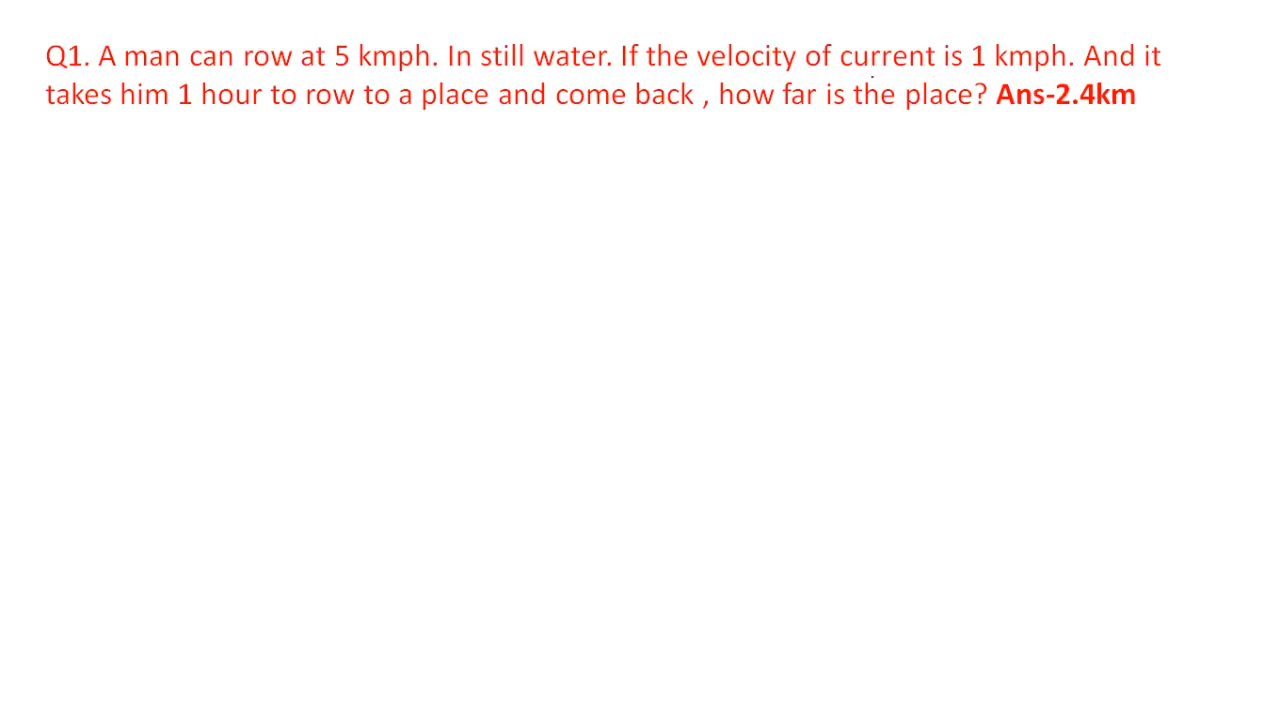 Q1. A man can row at 5 kmph. In still water. If the velocity of current is 1 kmph. And it
takes him 1 hour to row to a place and come back , how far is the place? Ans-2.4km